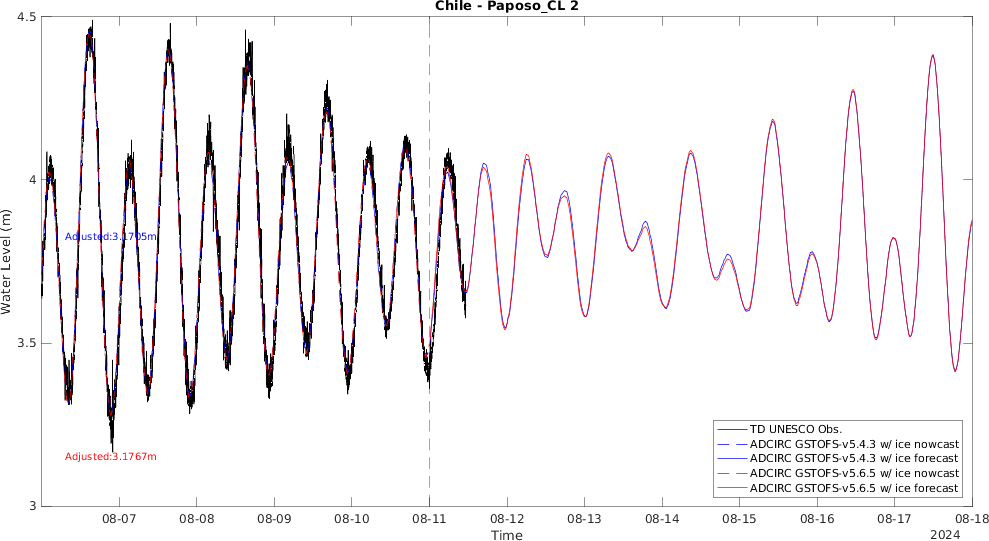 Chile - Paposo_CL 2
4.5
4
3.5
3
Water Level (m)
Adjusted:3.1705m
Adjusted:3.1767m
TD UNESCO Obs.
ADCIRC GSTOFS-v5.4.3 w/ ice nowcast
ADCIRC GSTOFS-v5.4.3 w/ ice forecast
ADCIRC GSTOFS-v5.6.5 w/ ice nowcast
ADCIRC GSTOFS-v5.6.5 w/ ice forecast
08-07 08-08 08-09 08-10 08-11 08-12 08-13 08-14 08-15 08-16 08-17 08-18
Time
2024